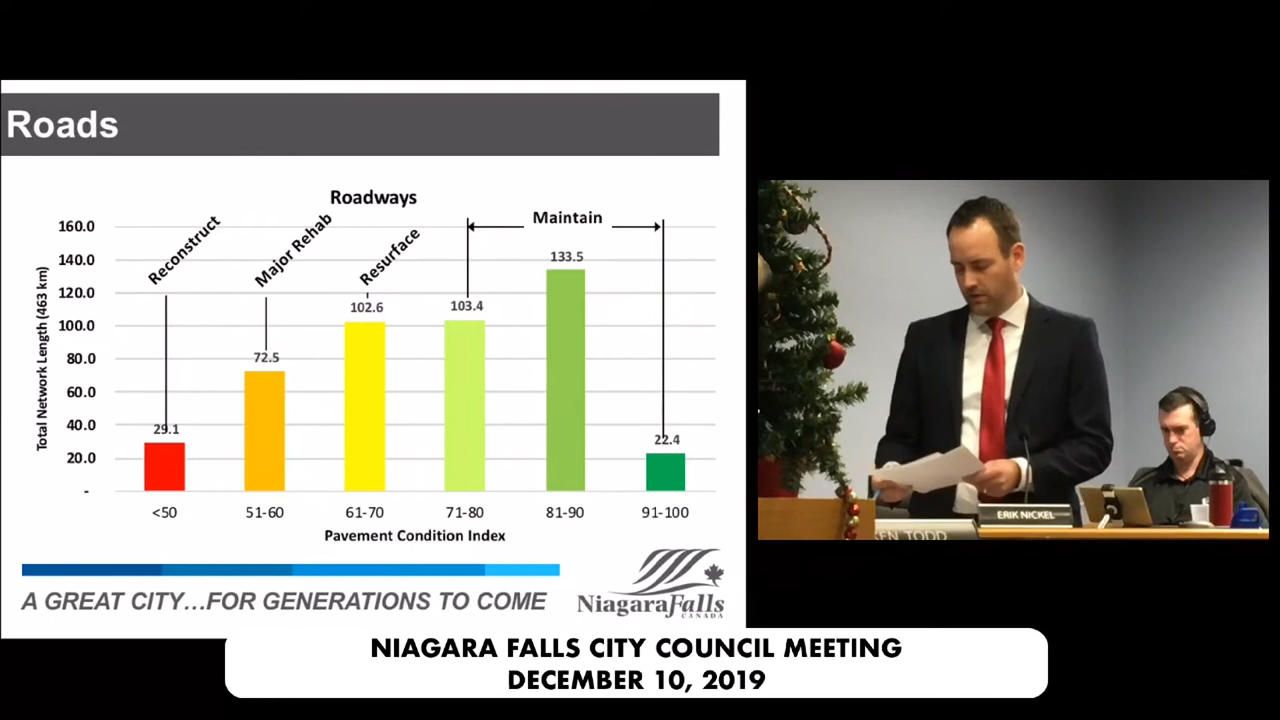 Roads
Roadways
160.0
140.0
120.0
100.0
80.0
60.0
40.0
20.0
-
Total Network Length (463 km)
Reconstruct
Major Rehab
Resurface
Maintain
29.1
72.5
102.6
103.4
133.5
22.4
<50
51-60
61-70
71-80
81-90
91-100
Pavement Condition Index
A GREAT CITY...FOR GENERATIONS TO COME
NiagaraFalls
CANADA
ERIK NICKEL
KEN TODD
NIAGARA FALLS CITY COUNCIL MEETING
DECEMBER 10, 2019